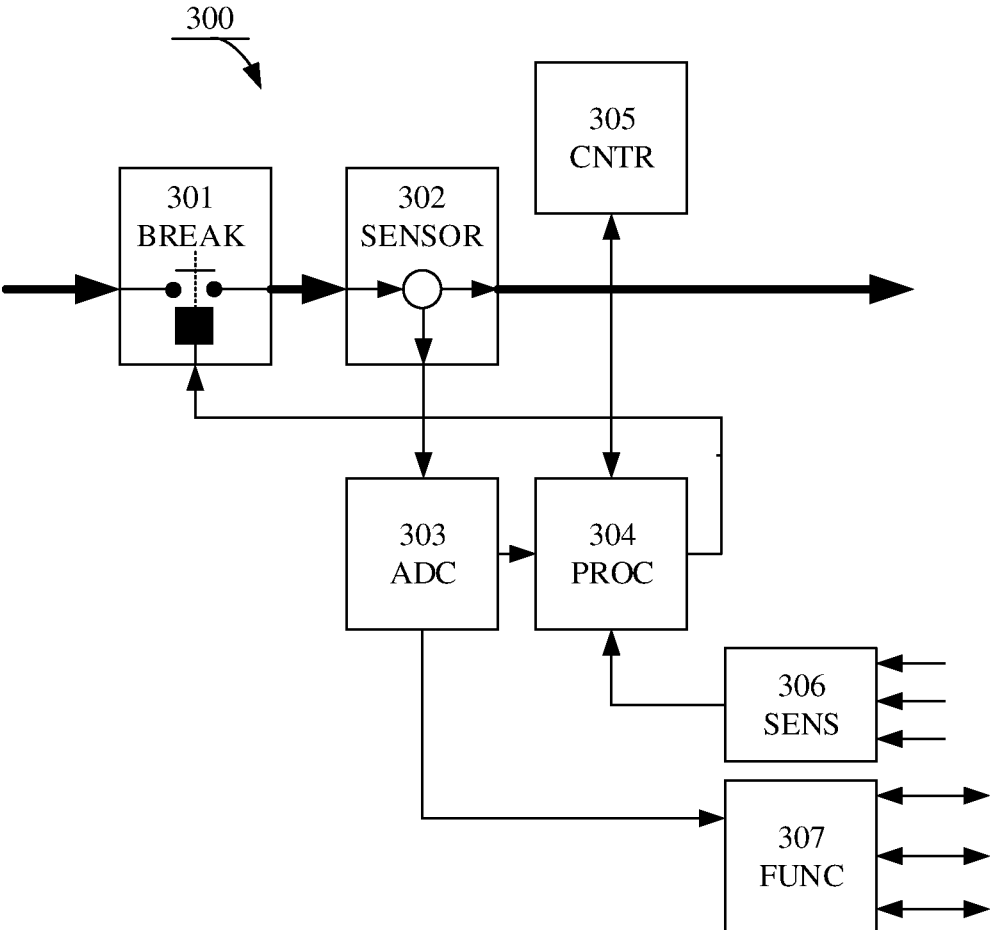 300
305
CNTR
301
BREAK
302
SENSOR
303
ADC
304
PROC
306
SENS
307
FUNC